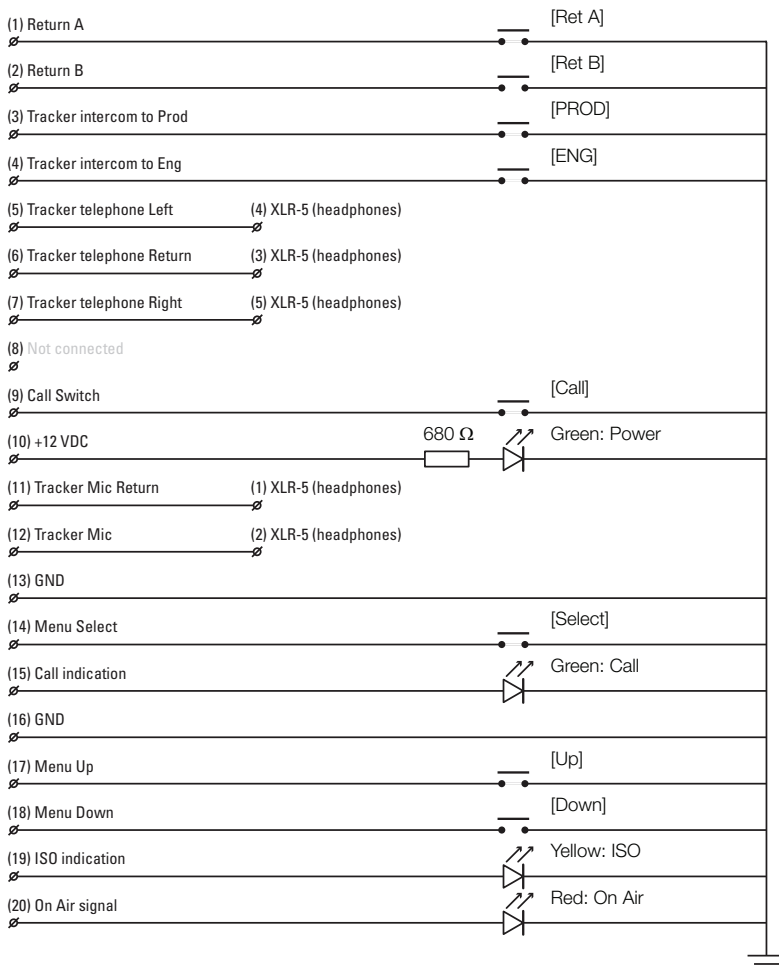 (1) Return A [Ret A]
(2) Return B [Ret B]
(3) Tracker intercom to Prod [PROD]
(4) Tracker intercom to Eng [ENG]
(5) Tracker telephone Left (4) XLR-5 (headphones)
(6) Tracker telephone Return (3) XLR-5 (headphones)
(7) Tracker telephone Right (5) XLR-5 (headphones)
(8) Not connected
(9) Call Switch [Call]
(10) +12 VDC 680 Ω Green: Power
(11) Tracker Mic Return (1) XLR-5 (headphones)
(12) Tracker Mic (2) XLR-5 (headphones)
(13) GND
(14) Menu Select [Select]
(15) Call indication Green: Call
(16) GND
(17) Menu Up [Up]
(18) Menu Down [Down]
(19) ISO indication Yellow: ISO
(20) On Air signal Red: On Air